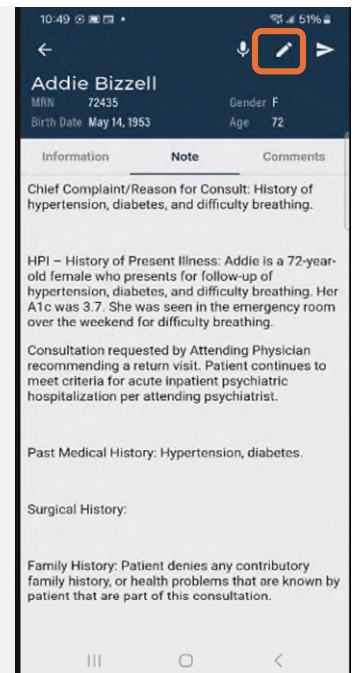 10:49
51%
Addie Bizzell
MRN 72435 Gender F
Birth Date May 14, 1953 Age 72
Information Note Comments
Chief Complaint/Reason for Consult: History of
hypertension, diabetes, and difficulty breathing.
HPI – History of Present Illness: Addie is a 72-year-
old female who presents for follow-up of
hypertension, diabetes, and difficulty breathing. Her
A1c was 3.7. She was seen in the emergency room
over the weekend for difficulty breathing.
Consultation requested by Attending Physician
recommending a return visit. Patient continues to
meet criteria for acute inpatient psychiatric
hospitalization per attending psychiatrist.
Past Medical History: Hypertension, diabetes.
Surgical History:
Family History: Patient denies any contributory
family history, or health problems that are known by
patient that are part of this consultation.